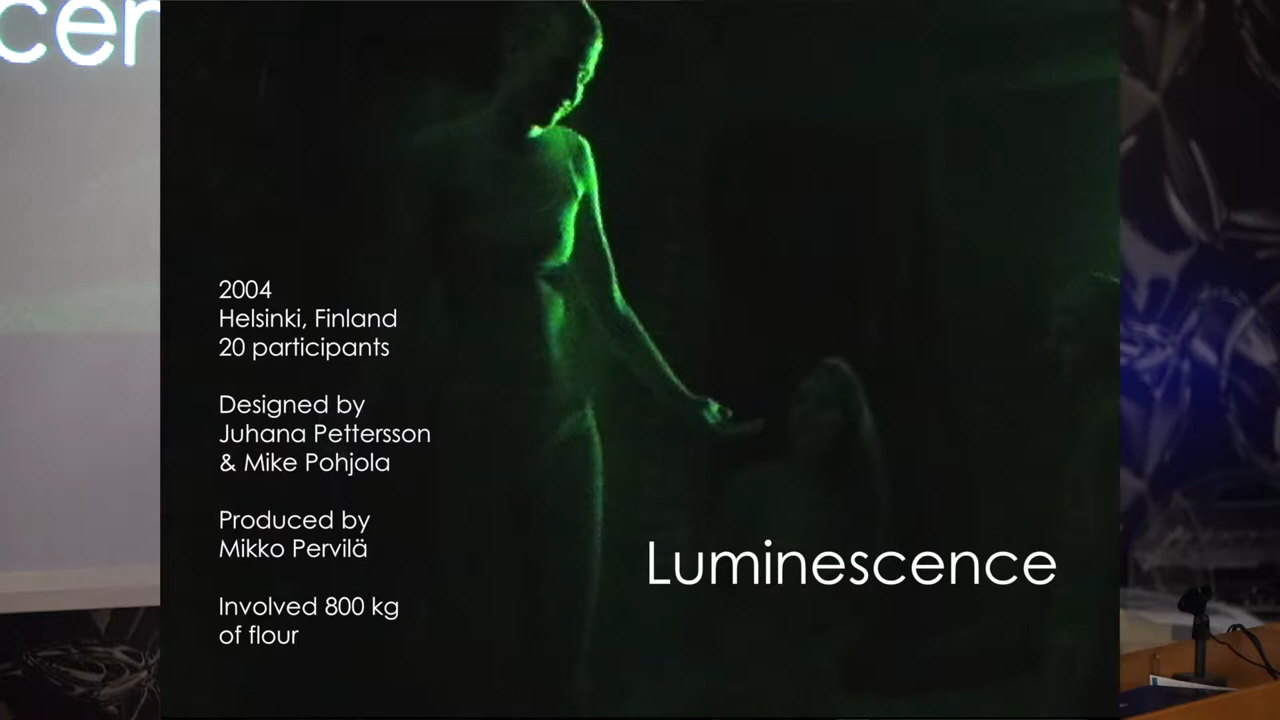 2004
Helsinki, Finland
20 participants
Designed by
Juhana Pettersson
& Mike Pohjola
Produced by
Mikko Pervilä
Involved 800 kg
of flour
Luminescence